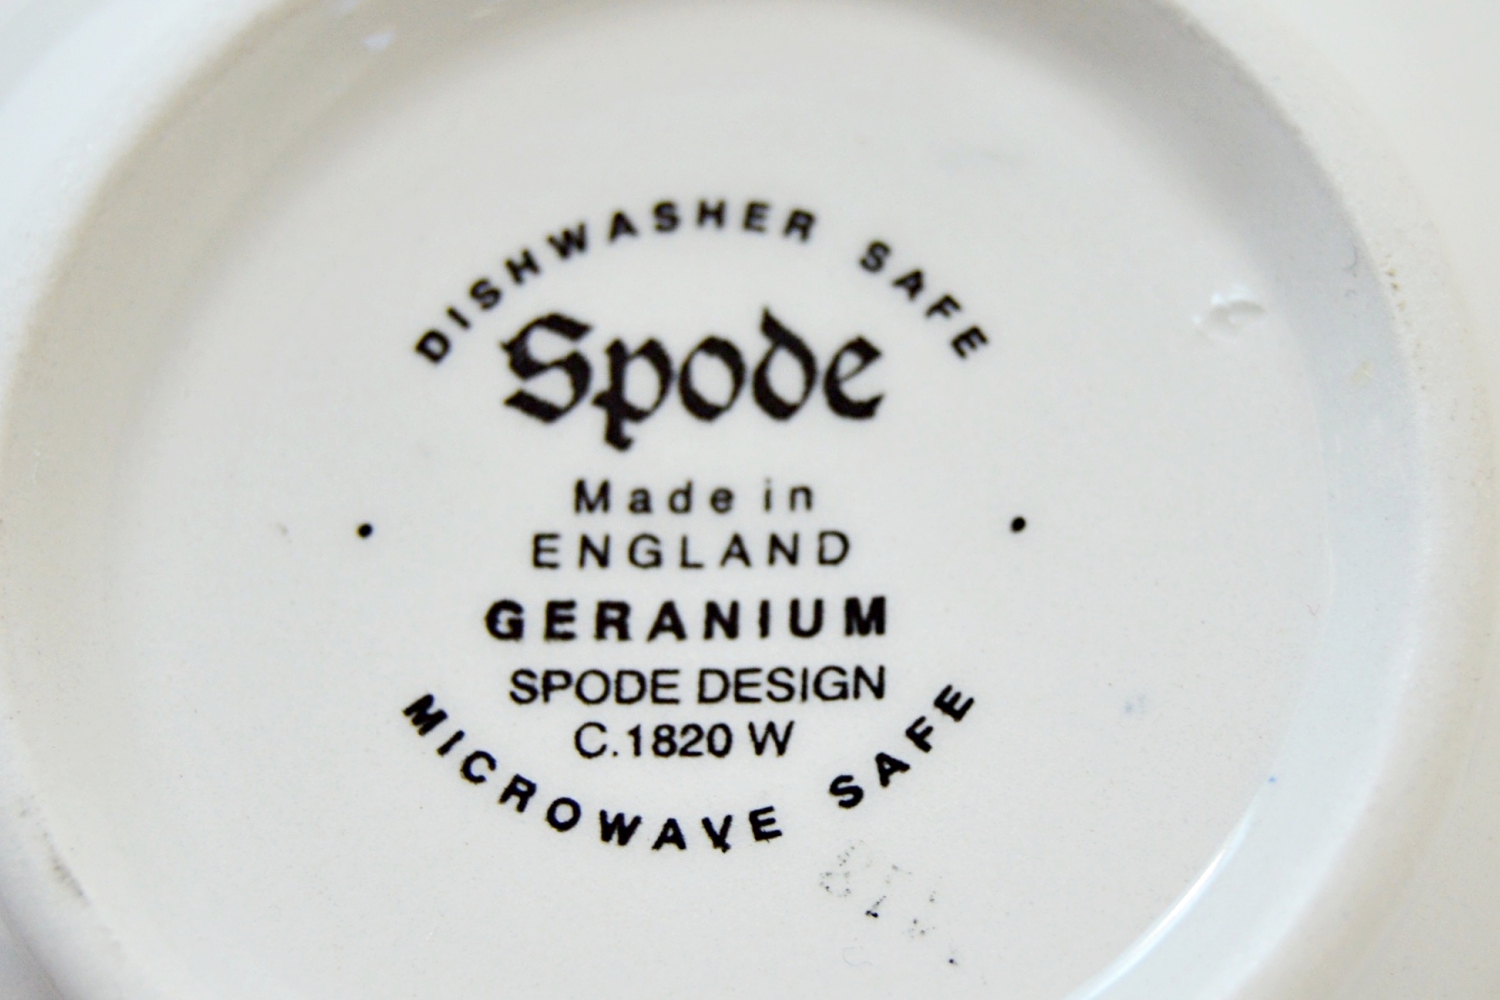 DISHWASHER SAFE
Spode
Made in
ENGLAND
GERANIUM
SPODE DESIGN
C.1820 W
MICROWAVE SAFE